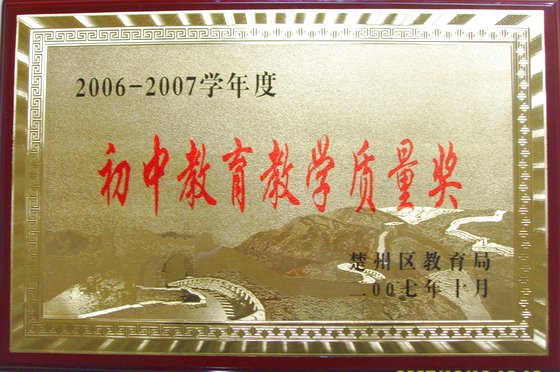 2006-2007学年度
初中教育教学质量奖
楚州区教育局
二00七年十月